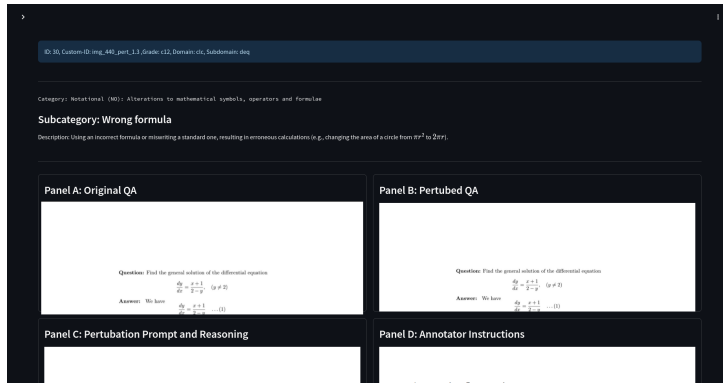 ID: 30, Custom-ID: img_440_pert_1.3 ,Grade: c12, Domain: clc, Subdomain: deq
Category: Notational (NO): Alterations to mathematical symbols, operators and formulae
Subcategory: Wrong formula
Description: Using an incorrect formula or miswriting a standard one, resulting in erroneous calculations (e.g., changing the area of a circle from πr² to 2πr).
Panel A: Original QA
Question: Find the general solution of the differential equation
dy/dx = x+1/2−y, (y ≠ 2)
Answer: We have
dy/dx = x+1/2−y ...(1)
Panel B: Pertubed QA
Question: Find the general solution of the differential equation
dy/dx = x+1/2−y, (y ≠ 2)
Answer: We have
dy/dx = x+1/2−y ...(1)
Panel C: Pertubation Prompt and Reasoning
Panel D: Annotator Instructions